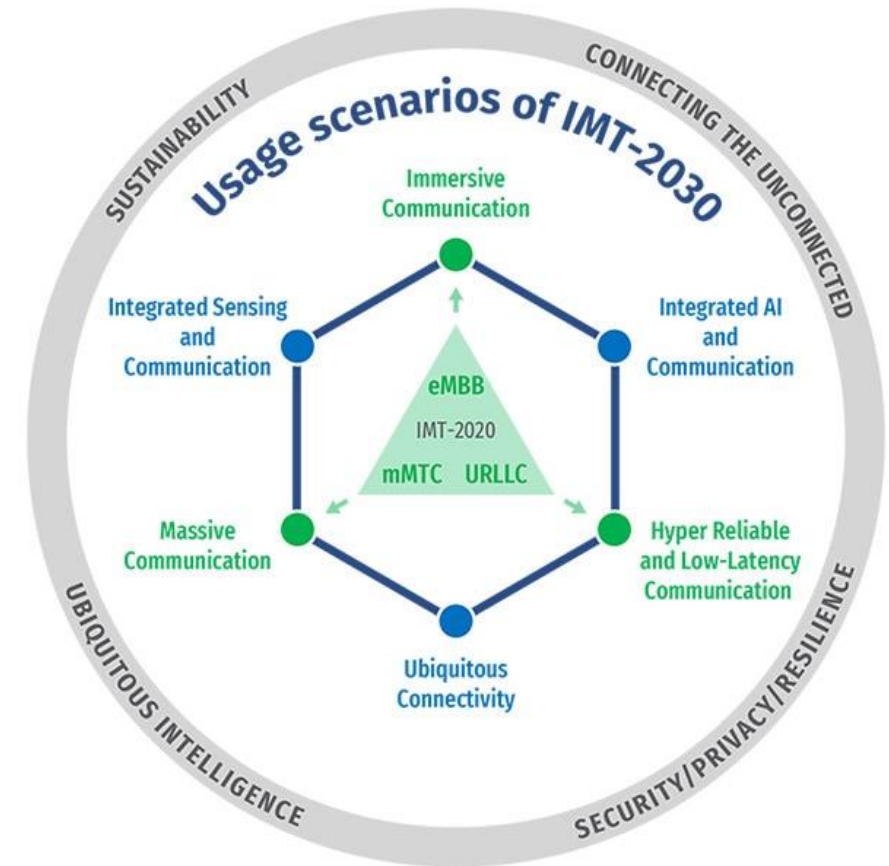 SUSTAINABILITY
CONNECTING THE UNCONNECTED
Usage scenarios of IMT-2030
Immersive
Communication
Integrated Sensing
and
Communication
Integrated AI
and
Communication
eMBB
IMT-2020
mMTC URLLC
Massive
Communication
Hyper Reliable
and Low-Latency
Communication
Ubiquitous
Connectivity
UBIQUITOUS INTELLIGENCE
SECURITY/PRIVACY/RESILIENCE